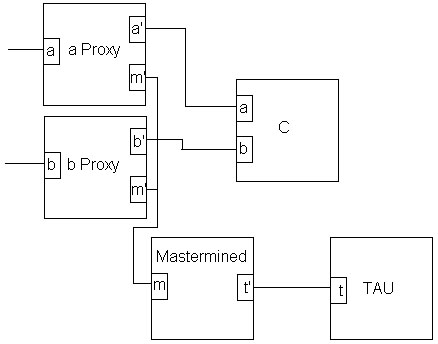 a'
a
a Proxy
m'
a
C
b'
b
b
b Proxy
m'
Mastermined
m
t'
t
TAU